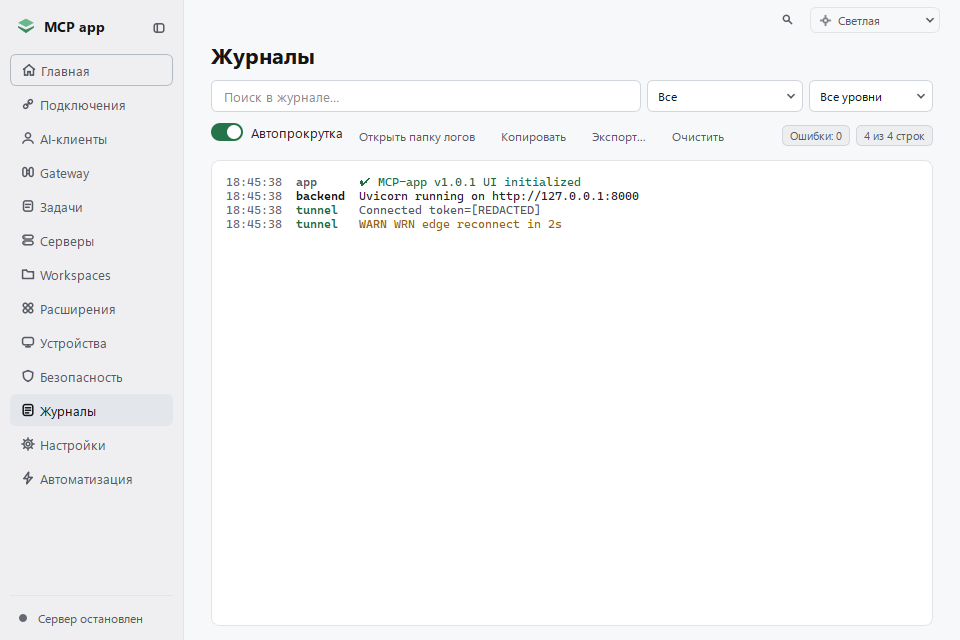 MCP app
Светлая
Главная
Подключения
AI-клиенты
Gateway
Задачи
Серверы
Workspaces
Расширения
Устройства
Безопасность
Журналы
Настройки
Автоматизация
Сервер остановлен
Журналы
Поиск в журнале...
Все
Все уровни
Автопрокрутка
Открыть папку логов
Копировать
Экспорт...
Очистить
Ошибки: 0
4 из 4 строк
18:45:38 app ✔ MCP-app v1.0.1 UI initialized
18:45:38 backend Uvicorn running on http://127.0.0.1:8000
18:45:38 tunnel Connected token=[REDACTED]
18:45:38 tunnel WARN WRN edge reconnect in 2s